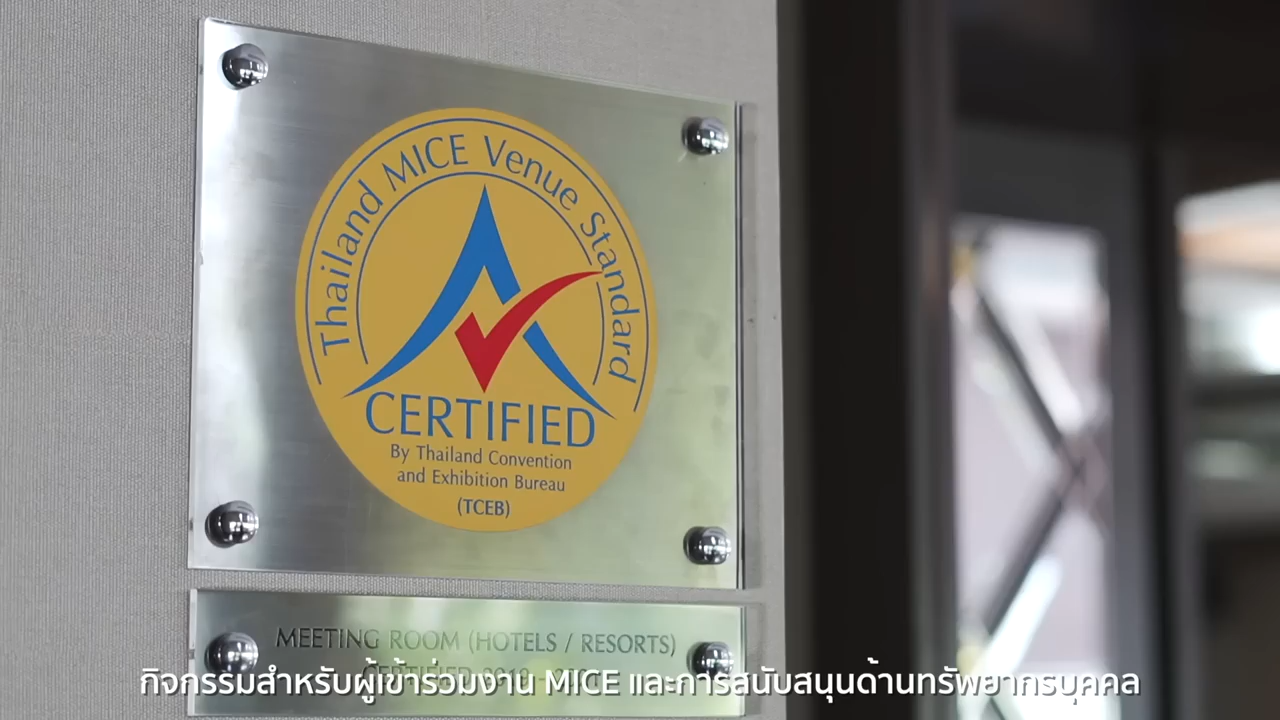 Thailand MICE Venue Standard
CERTIFIED
By Thailand Convention
and Exhibition Bureau
(TCEB)
MEETING ROOM (HOTELS / RESORTS)
CERTIFIED
กิจกรรมสำหรับผู้เข้าร่วมงาน MICE และการสนับสนุนด้านทรัพยากรบุคคล